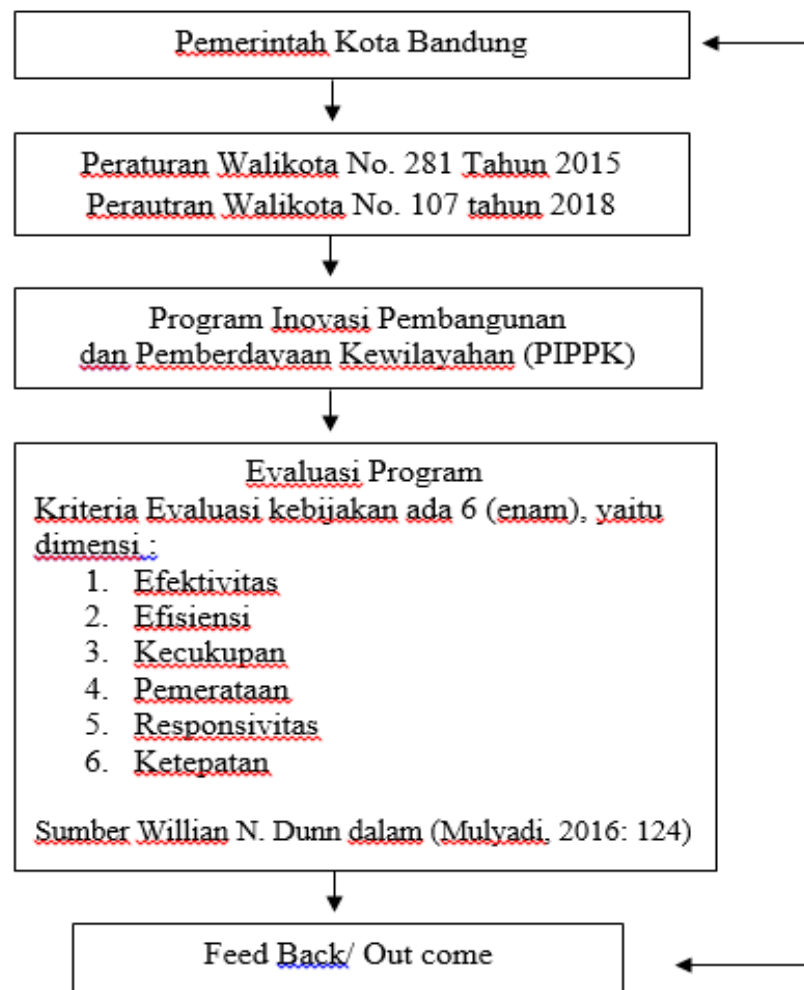 Pemerintah Kota Bandung
Peraturan Walikota No. 281 Tahun 2015
Perautran Walikota No. 107 tahun 2018
Program Inovasi Pembangunan
dan Pemberdayaan Kewilayahan (PIPPK)
Evaluasi Program
Kriteria Evaluasi kebijakan ada 6 (enam), yaitu
dimensi :
1. Efektivitas
2. Efisiensi
3. Kecukupan
4. Pemerataan
5. Responsivitas
6. Ketepatan
Sumber Willian N. Dunn dalam (Mulyadi, 2016: 124)
Feed Back/ Out come